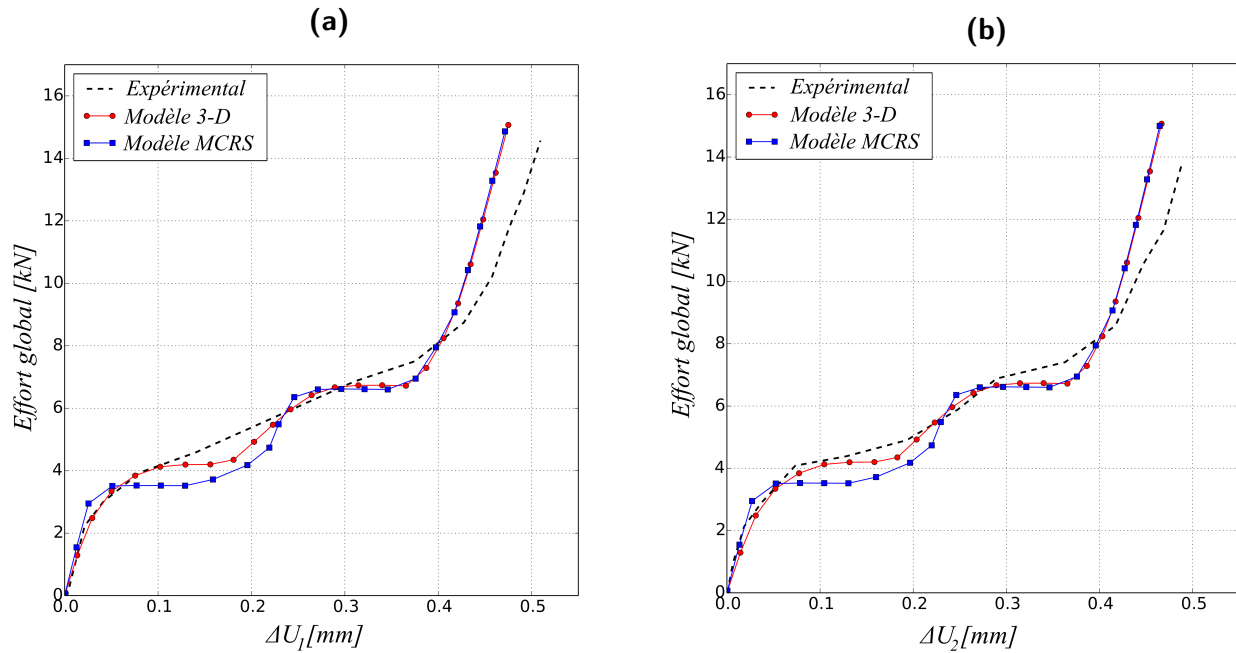 (a)
Expérimental
Modèle 3-D
Modèle MCRS
Effort global [kN]
16
14
12
10
8
6
4
2
0
0.0 0.1 0.2 0.3 0.4 0.5
ΔU1[mm]
(b)
Expérimental
Modèle 3-D
Modèle MCRS
Effort global [kN]
16
14
12
10
8
6
4
2
0
0.0 0.1 0.2 0.3 0.4 0.5
ΔU2[mm]